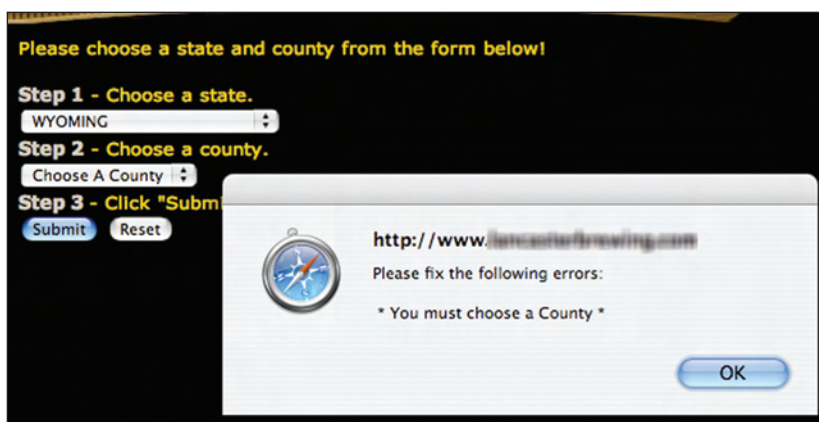 Please choose a state and county from the form below!
Step 1 - Choose a state.
WYOMING
Step 2 - Choose a county.
Choose A County
Step 3 - Click "Submi
Submit Reset
http://www.
Please fix the following errors:
* You must choose a County *
OK